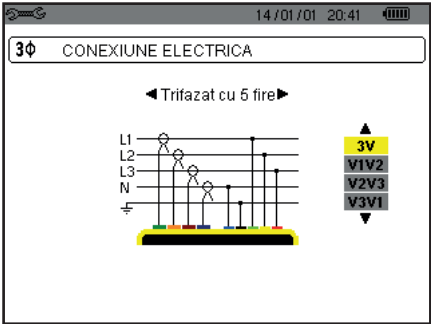 14/01/01 20:41
3Φ CONEXIUNE ELECTRICA
◄Trifazat cu 5 fire►
L1
L2
L3
N
3V
V1V2
V2V3
V3V1